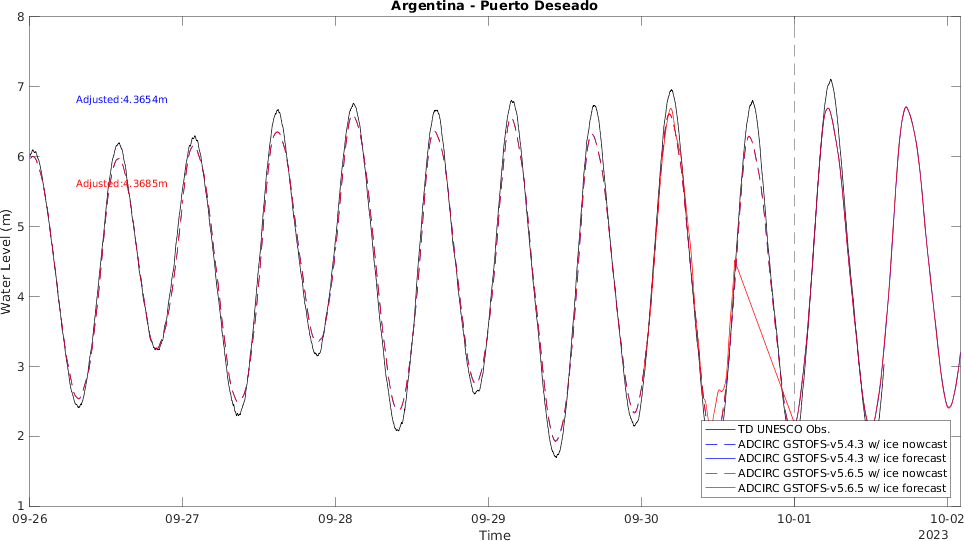 Argentina - Puerto Deseado
8
7
6
5
4
3
2
1
Water Level (m)
Adjusted:4.3654m
Adjusted:4.3685m
TD UNESCO Obs.
ADCIRC GSTOFS-v5.4.3 w/ ice nowcast
ADCIRC GSTOFS-v5.4.3 w/ ice forecast
ADCIRC GSTOFS-v5.6.5 w/ ice nowcast
ADCIRC GSTOFS-v5.6.5 w/ ice forecast
09-26 09-27 09-28 09-29 09-30 10-01 10-02
Time
2023